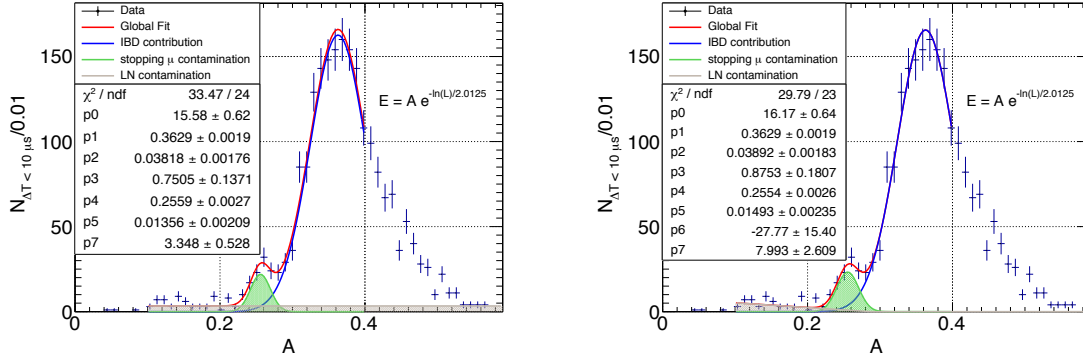 Data
Global Fit
IBD contribution
stopping μ contamination
LN contamination
χ² / ndf 33.47 / 24
p0 15.58 ± 0.62
p1 0.3629 ± 0.0019
p2 0.03818 ± 0.00176
p3 0.7505 ± 0.1371
p4 0.2559 ± 0.0027
p5 0.01356 ± 0.00209
p7 3.348 ± 0.528
E = A e^-ln(L)/2.0125
N_ΔT < 10 μs/0.01
150
100
50
0
0 0.2 0.4
A
Data
Global Fit
IBD contribution
stopping μ contamination
LN contamination
χ² / ndf 29.79 / 23
p0 16.17 ± 0.64
p1 0.3629 ± 0.0019
p2 0.03892 ± 0.00183
p3 0.8753 ± 0.1807
p4 0.2554 ± 0.0026
p5 0.01493 ± 0.00235
p6 -27.77 ± 15.40
p7 7.993 ± 2.609
E = A e^-ln(L)/2.0125
N_ΔT < 10 μs/0.01
150
100
50
0
0 0.2 0.4
A